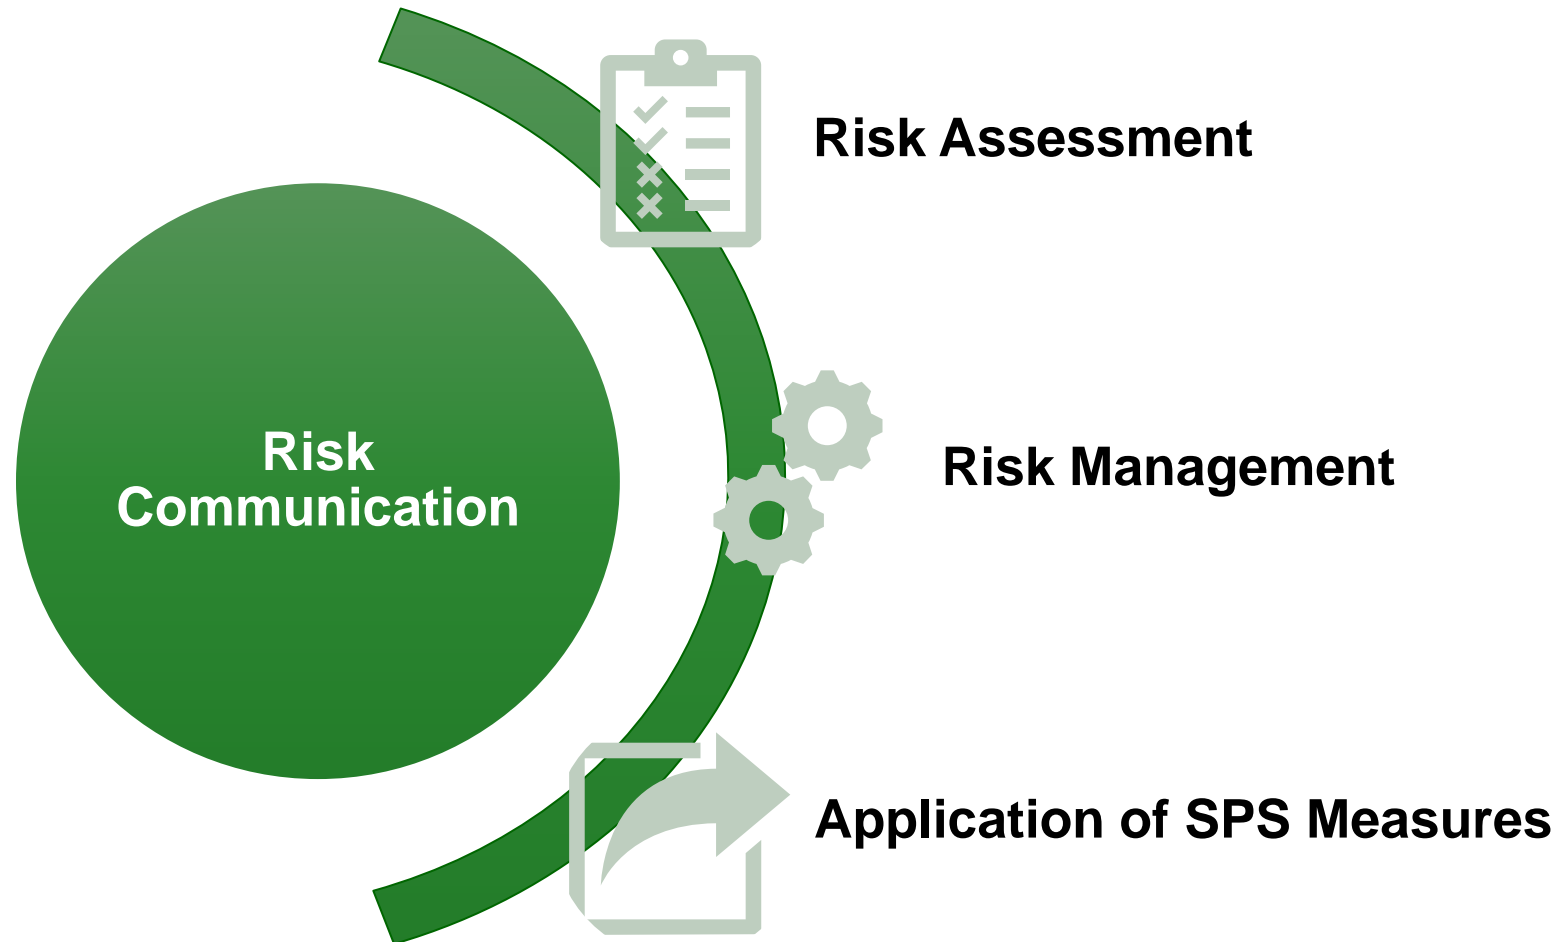 Risk Assessment
Risk
Communication
Risk Management
Application of SPS Measures